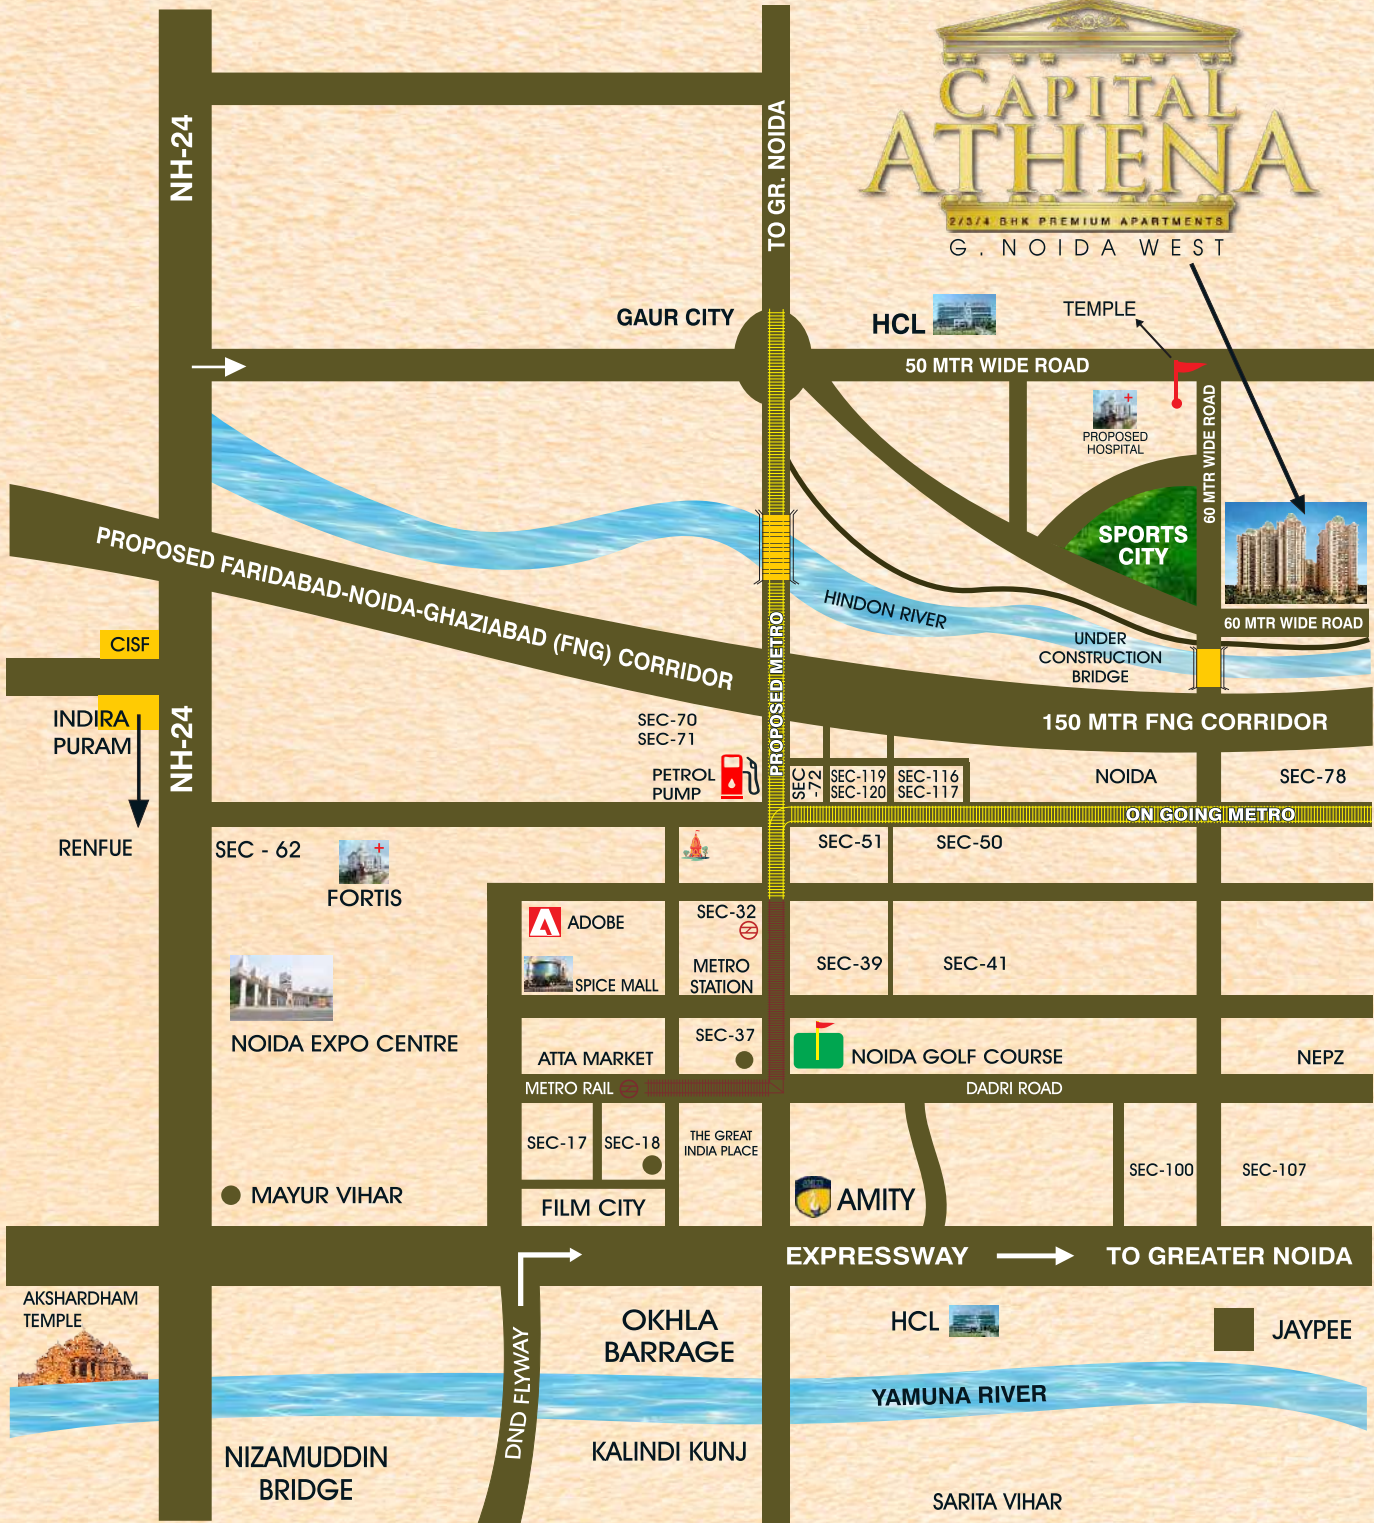 CAPITAL
ATHENA
2/3/4 BHK PREMIUM APARTMENTS
G. NOIDA WEST
NH-24
TO GR. NOIDA
GAUR CITY
HCL
TEMPLE
50 MTR WIDE ROAD
PROPOSED
HOSPITAL
60 MTR WIDE ROAD
SPORTS
CITY
PROPOSED FARIDABAD-NOIDA-GHAZIABAD (FNG) CORRIDOR
HINDON RIVER
60 MTR WIDE ROAD
CISF
UNDER
CONSTRUCTION
BRIDGE
PROPOSED METRO
INDIRA
PURAM
NH-24
SEC-70
SEC-71
150 MTR FNG CORRIDOR
PETROL
PUMP
SEC
-72
SEC-119
SEC-120
SEC-116
SEC-117
NOIDA
SEC-78
ON GOING METRO
RENFUE
SEC - 62
FORTIS
SEC-51
SEC-50
ADOBE
SEC-32
SPICE MALL
METRO
STATION
SEC-39
SEC-41
NOIDA EXPO CENTRE
ATTA MARKET
SEC-37
NOIDA GOLF COURSE
NEPZ
METRO RAIL
DADRI ROAD
SEC-17
SEC-18
THE GREAT
INDIA PLACE
SEC-100
SEC-107
MAYUR VIHAR
FILM CITY
AMITY
EXPRESSWAY
TO GREATER NOIDA
AKSHARDHAM
TEMPLE
DND FLYWAY
OKHLA
BARRAGE
HCL
JAYPEE
YAMUNA RIVER
NIZAMUDDIN
BRIDGE
KALINDI KUNJ
SARITA VIHAR